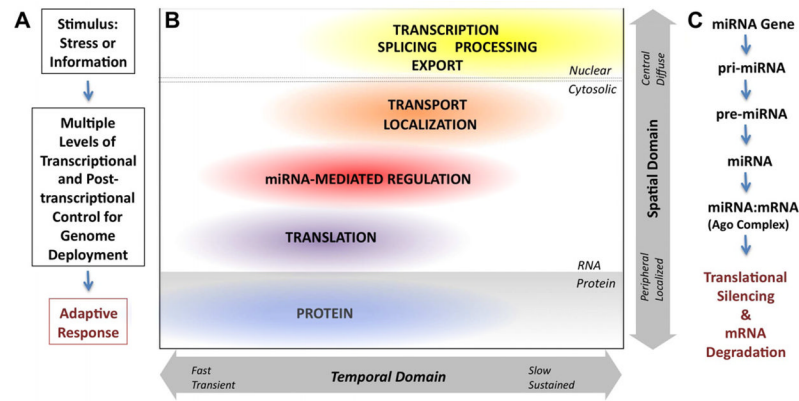 A
Stimulus:
Stress or
Information
Multiple
Levels of
Transcriptional
and Post-
transcriptional
Control for
Genome
Deployment
Adaptive
Response
B
TRANSCRIPTION
SPLICING PROCESSING
EXPORT
Nuclear
Cytosolic
TRANSPORT
LOCALIZATION
miRNA-MEDIATED REGULATION
TRANSLATION
RNA
Protein
PROTEIN
Fast
Transient
Temporal Domain
Slow
Sustained
Central
Diffuse
Spatial Domain
Peripheral
Localized
C
miRNA Gene
pri-miRNA
pre-miRNA
miRNA
miRNA:mRNA
(Ago Complex)
Translational
Silencing
&
mRNA
Degradation